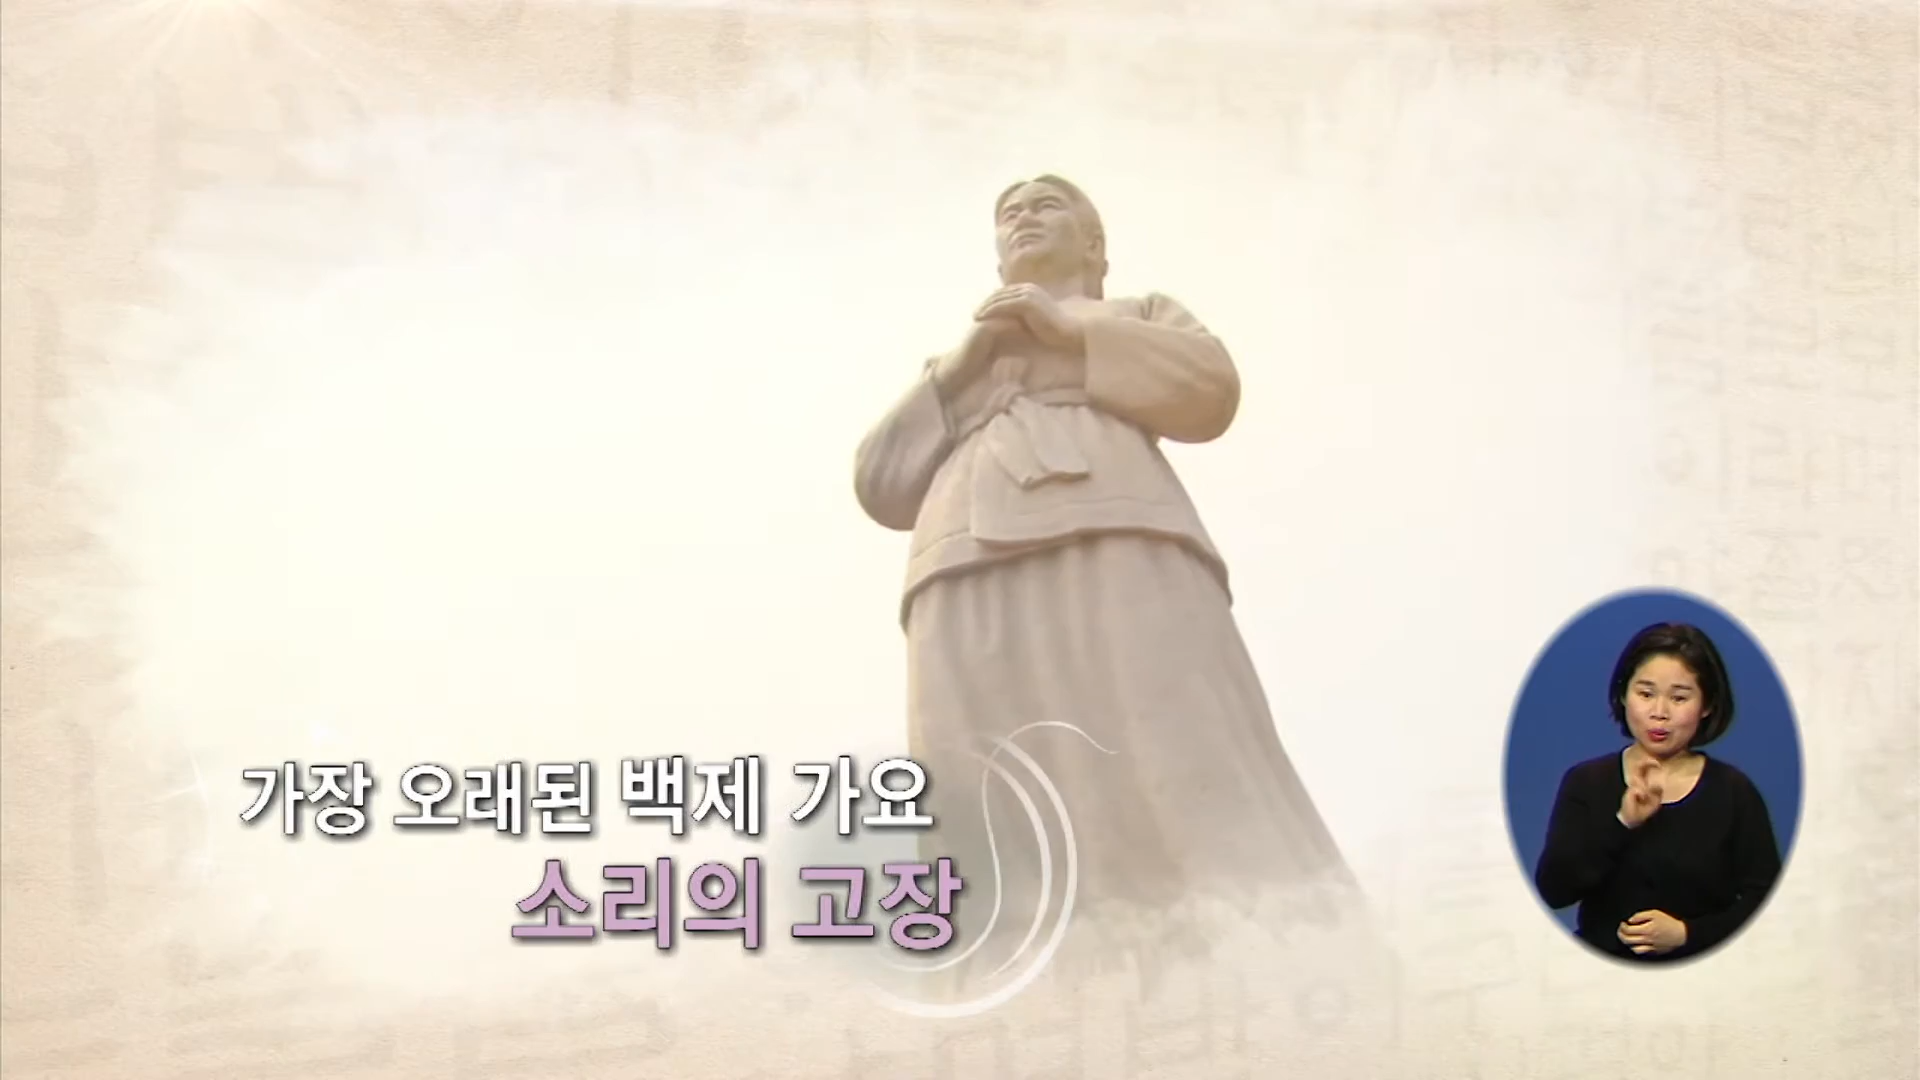 가장 오래된 백제 가요
소리의 고장